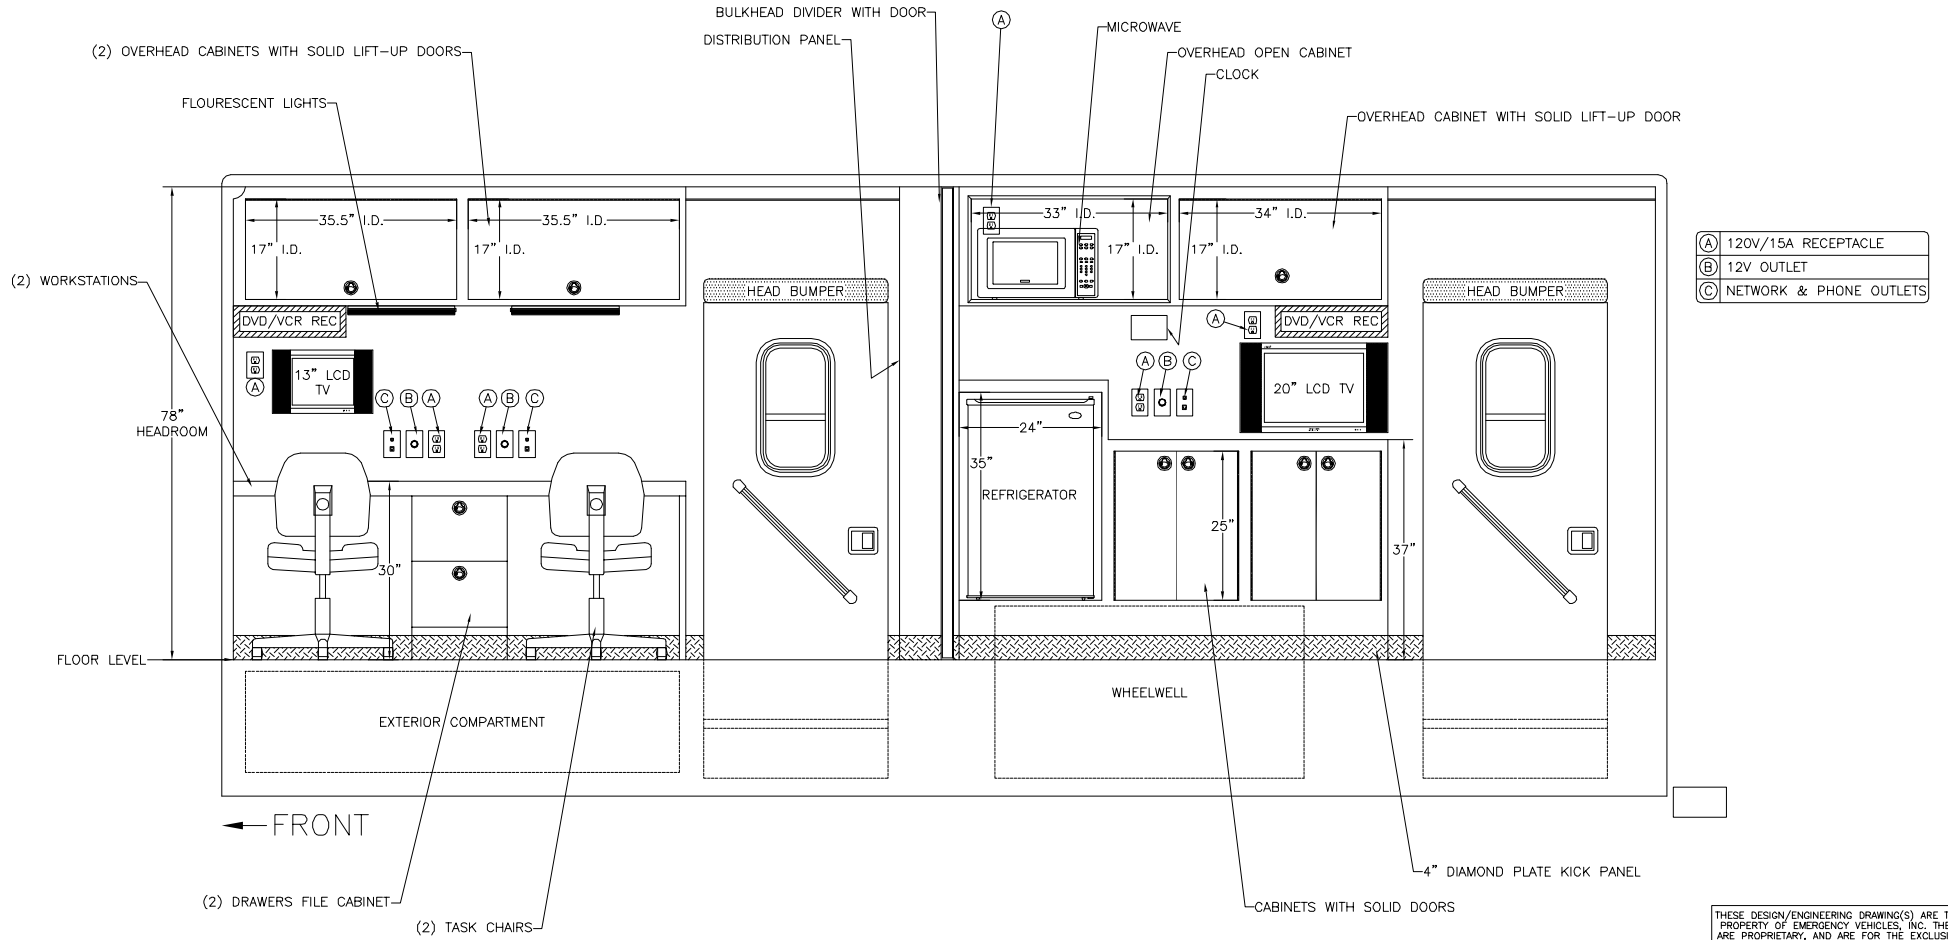 BULKHEAD DIVIDER WITH DOOR
DISTRIBUTION PANEL
A
MICROWAVE
(2) OVERHEAD CABINETS WITH SOLID LIFT-UP DOORS
OVERHEAD OPEN CABINET
CLOCK
FLOURESCENT LIGHTS
OVERHEAD CABINET WITH SOLID LIFT-UP DOOR
35.5" I.D.
35.5" I.D.
33" I.D.
34" I.D.
17" I.D.
17" I.D.
17" I.D.
17" I.D.
A 120V/15A RECEPTACLE
B 12V OUTLET
C NETWORK & PHONE OUTLETS
(2) WORKSTATIONS
HEAD BUMPER
HEAD BUMPER
DVD/VCR REC
A
DVD/VCR REC
13" LCD
TV
A
A B C
20" LCD TV
C B A
A B C
78"
HEADROOM
24"
35"
REFRIGERATOR
25"
37"
30"
FLOOR LEVEL
WHEELWELL
EXTERIOR COMPARTMENT
FRONT
4" DIAMOND PLATE KICK PANEL
(2) DRAWERS FILE CABINET
CABINETS WITH SOLID DOORS
(2) TASK CHAIRS
THESE DESIGN/ENGINEERING DRAWING(S) ARE
PROPERTY OF EMERGENCY VEHICLES, INC.
ARE PROPRIETARY, AND ARE FOR THE